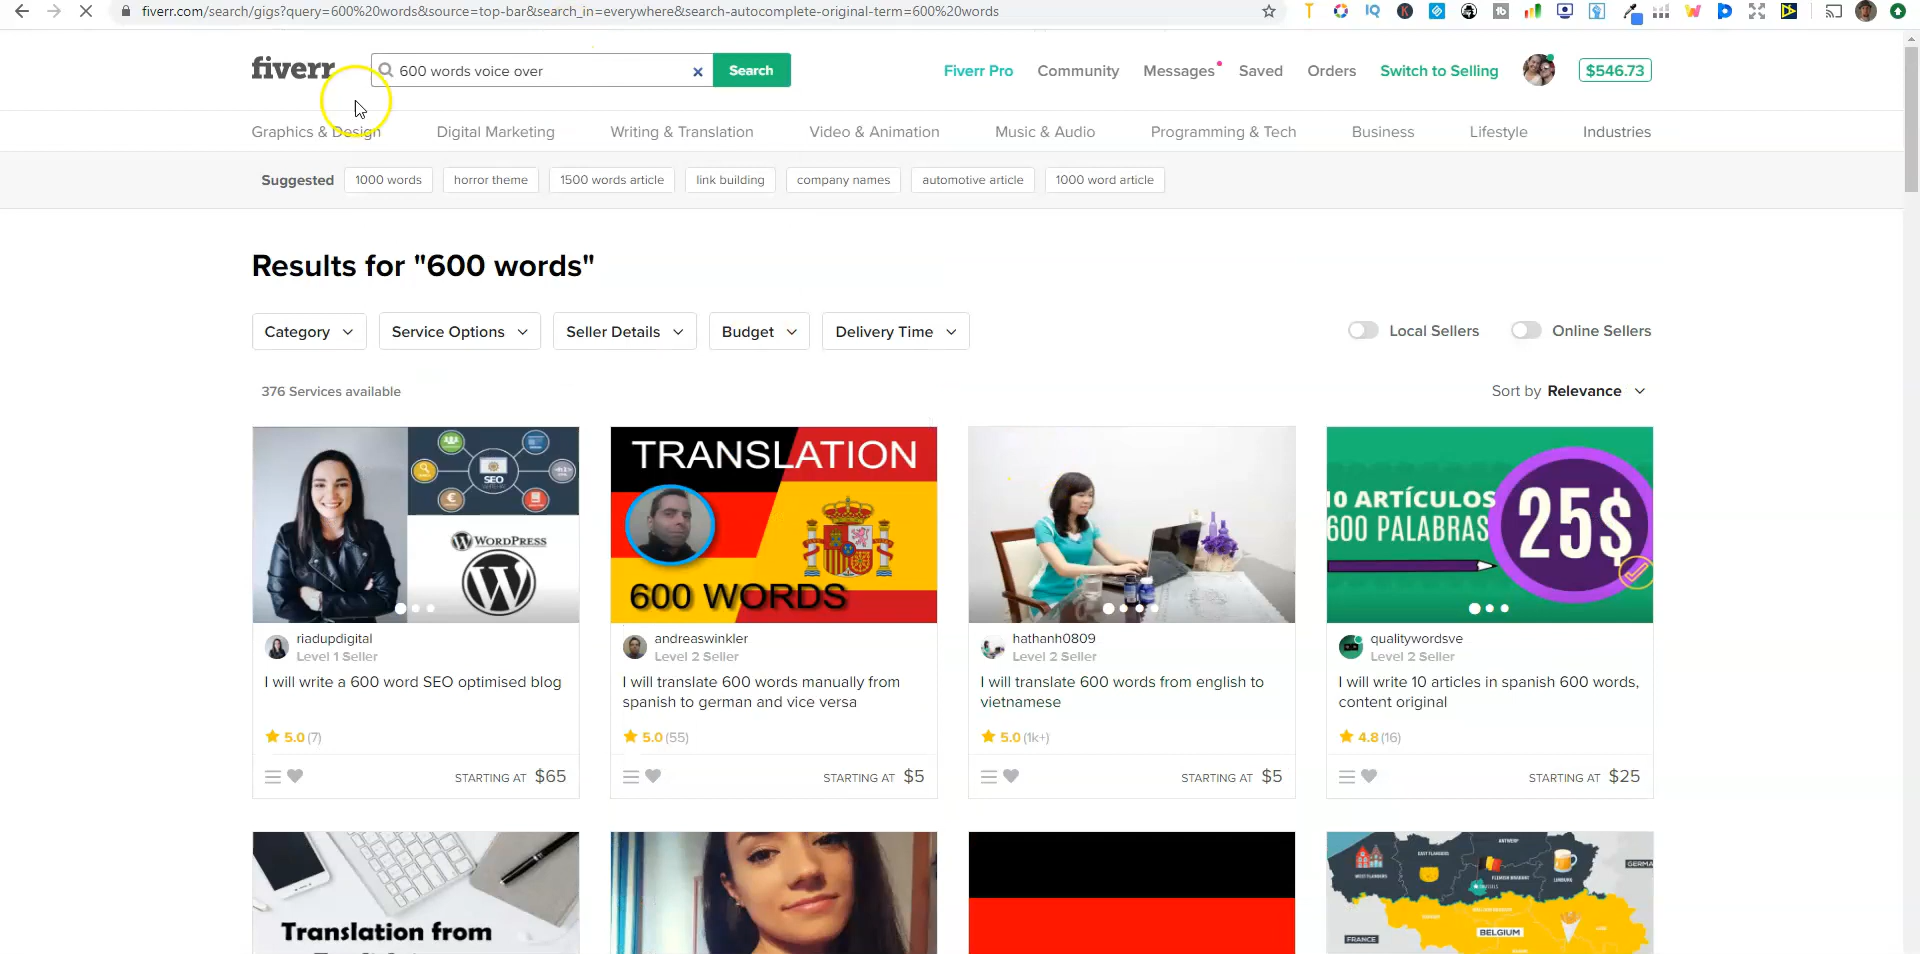 fiverr.com/search/gigs?query=600%20words&source=top-bar&search_in=everywhere&search-autocomplete-original-term=600%20words
fiverr
600 words voice over
Search
Fiverr Pro
Community
Messages
Saved
Orders
Switch to Selling
$546.73
Graphics & Design
Digital Marketing
Writing & Translation
Video & Animation
Music & Audio
Programming & Tech
Business
Lifestyle
Industries
Suggested
1000 words
horror theme
1500 words article
link building
company names
automotive article
1000 word article
Results for "600 words"
Category
Service Options
Seller Details
Budget
Delivery Time
Local Sellers
Online Sellers
376 Services available
Sort by Relevance
SEO
WORDPRESS
riadupdigital
Level 1 Seller
I will write a 600 word SEO optimised blog
5.0 (7)
STARTING AT $65
TRANSLATION
600 WORDS
andreaswinkler
Level 2 Seller
I will translate 600 words manually from
spanish to german and vice versa
5.0 (55)
STARTING AT $5
hathanh0809
Level 2 Seller
I will translate 600 words from english to
vietnamese
5.0 (1k+)
STARTING AT $5
10 ARTÍCULOS
600 PALABRAS
25$
qualitywordsve
Level 2 Seller
I will write 10 articles in spanish 600 words,
content original
4.8 (16)
STARTING AT $25
Translation from
ANTWERP
EAST FLANDERS
WEST FLANDERS
LIMBURG
GERMA
BRUSSELS
BELGIUM
FRANCE